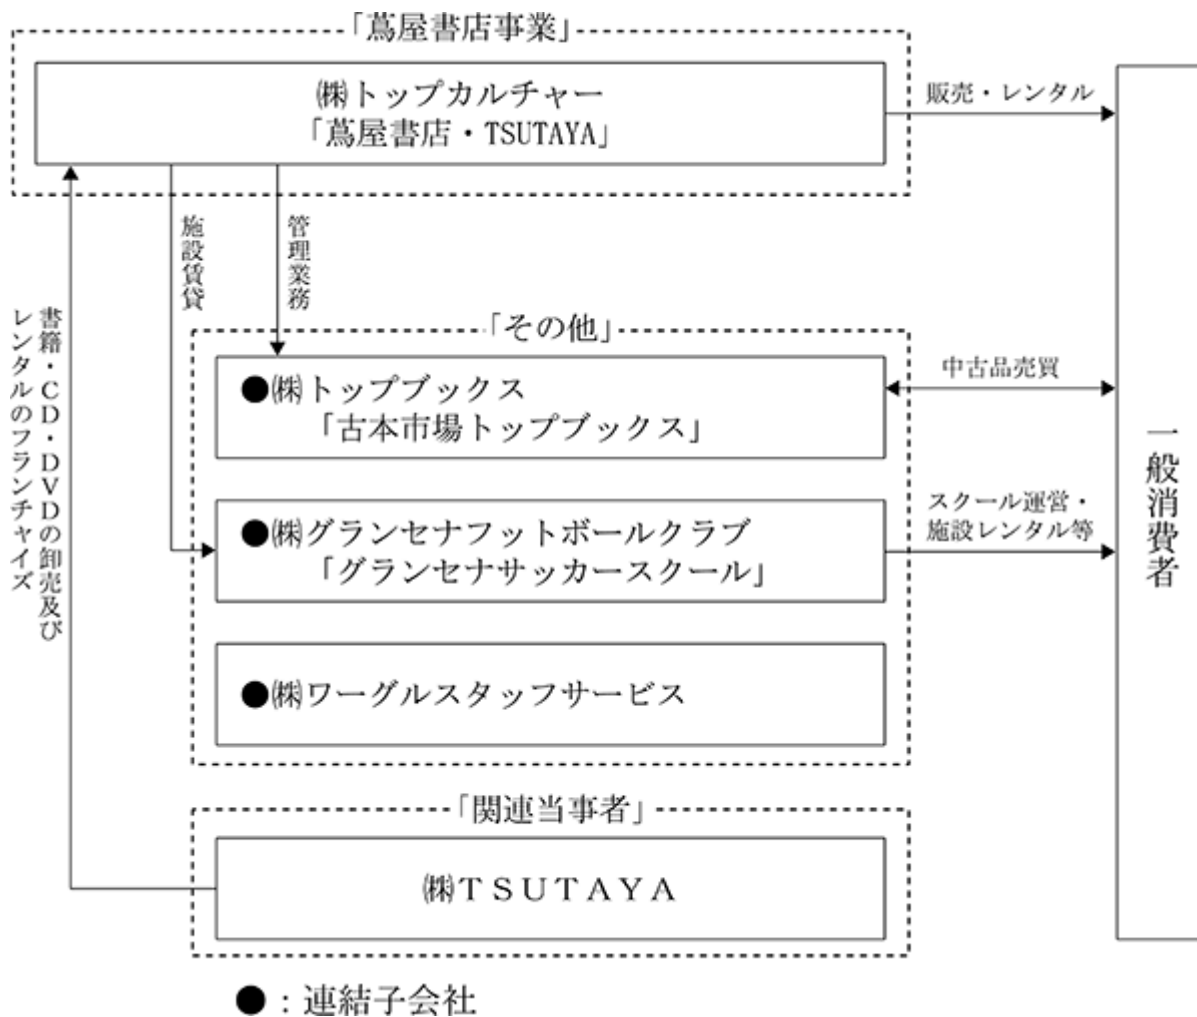 「蔦屋書店事業」
㈱トップカルチャー
「蔦屋書店・TSUTAYA」
販売・レンタル
施設賃貸
管理業務
書籍・CD・DVDの卸売及び
レンタルのフランチャイズ
「その他」
●㈱トップブックス
「古本市場トップブックス」
中古品売買
●㈱グランセナフットボールクラブ
「グランセナサッカースクール」
スクール運営・
施設レンタル等
●㈱ワーグルスタッフサービス
一般消費者
「関連当事者」
㈱TSUTAYA
●:連結子会社